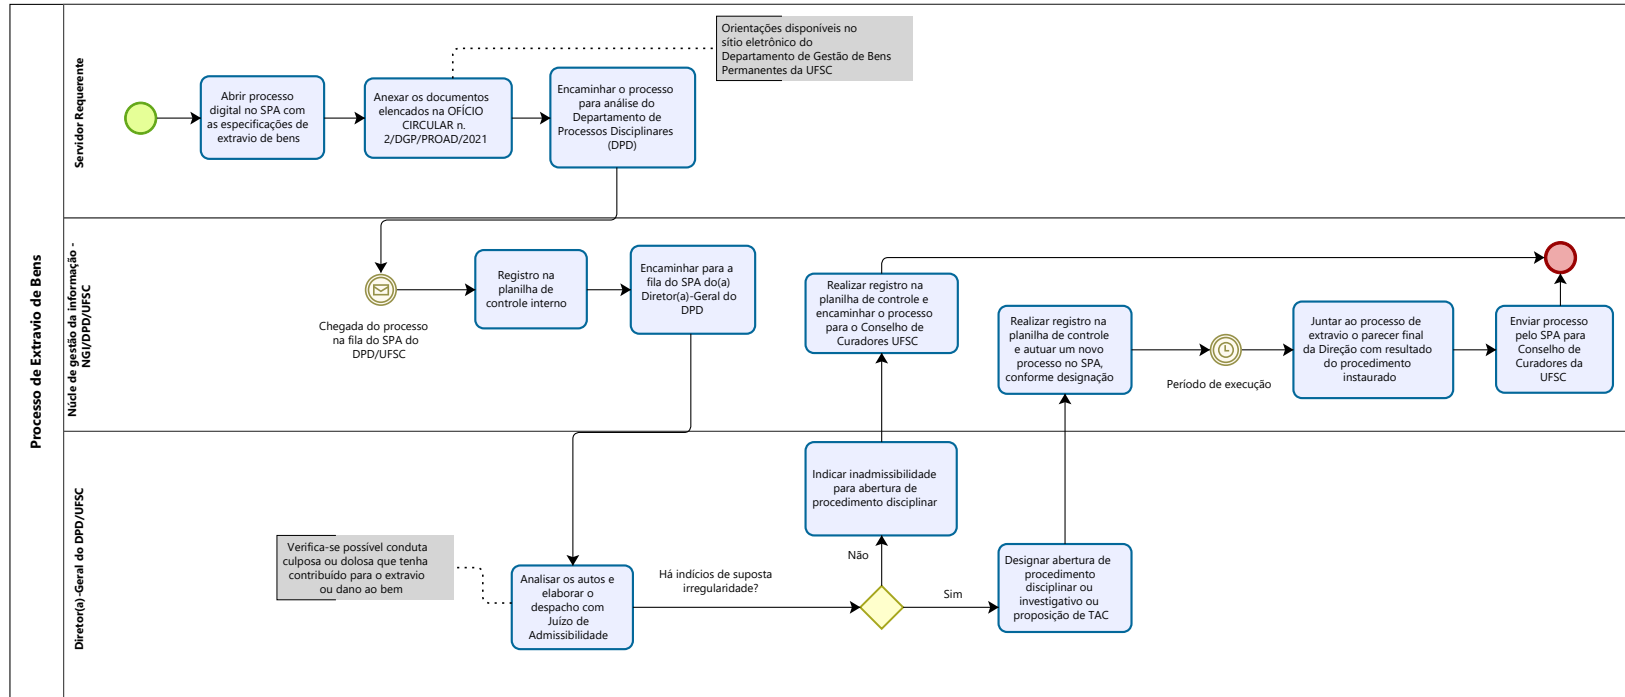 Processo de Extravio de Bens
Servidor Requerente
Abrir processo
digital no SPA com
as especificações de
extravio de bens
Anexar os documentos
elencados na OFÍCIO
CIRCULAR n.
2/DGP/PROAD/2021
Encaminhar o processo
para análise do
Departamento de
Processos Disciplinares
(DPD)
Orientações disponíveis no
sítio eletrônico do
Departamento de Gestão de Bens
Permanentes da UFSC
Núcle de gestão da informação -
NGI/DPD/UFSC
Chegada do processo
na fila do SPA do
DPD/UFSC
Registro na
planilha de
controle interno
Encaminhar para a
fila do SPA do(a)
Diretor(a)-Geral do
DPD
Realizar registro na
planilha de controle e
encaminhar o processo
para o Conselho de
Curadores UFSC
Realizar registro na
planilha de controle
e autuar um novo
processo no SPA,
conforme designação
Período de execução
Juntar ao processo de
extravio o parecer final
da Direção com resultado
do procedimento
instaurado
Enviar processo
pelo SPA para
Conselho de
Curadores da
UFSC
Diretor(a)-Geral do DPD/UFSC
Verifica-se possível conduta
culposa ou dolosa que tenha
contribuído para o extravio
ou dano ao bem
Analisar os autos e
elaborar o
despacho com
Juízo de
Admissibilidade
Há indícios de suposta
irregularidade?
Não
Indicar inadmissibilidade
para abertura de
procedimento disciplinar
Sim
Designar abertura de
procedimento
disciplinar ou
investigativo ou
proposição de TAC